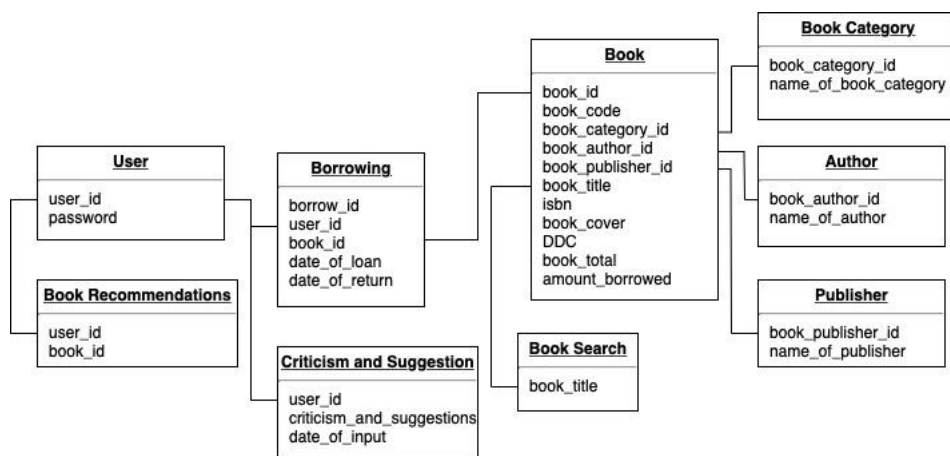 User
user_id
password
Book Recommendations
user_id
book_id
Borrowing
borrow_id
user_id
book_id
date_of_loan
date_of_return
Criticism and Suggestion
user_id
criticism_and_suggestions
date_of_input
Book
book_id
book_code
book_category_id
book_author_id
book_publisher_id
book_title
isbn
book_cover
DDC
book_total
amount_borrowed
Book Search
book_title
Book Category
book_category_id
name_of_book_category
Author
book_author_id
name_of_author
Publisher
book_publisher_id
name_of_publisher